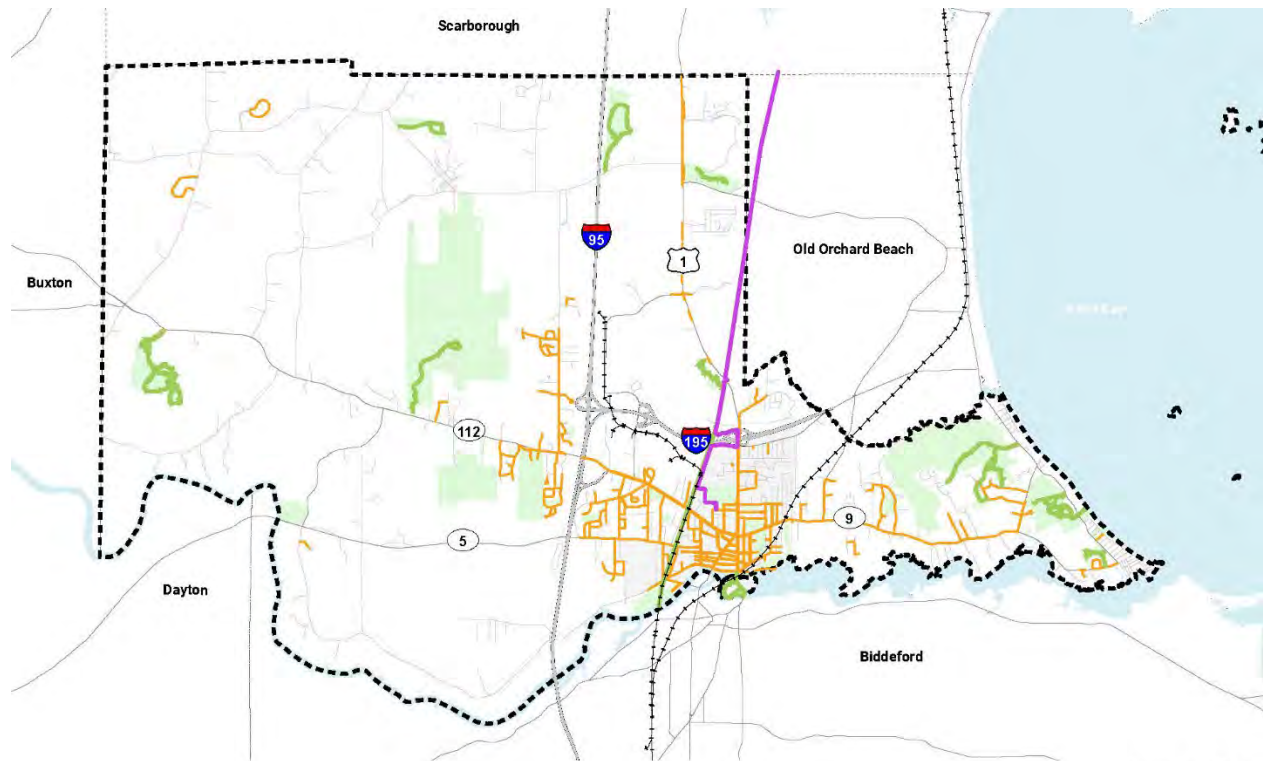 Scarborough
95
1
Old Orchard Beach
Buxton
112
195
9
5
Dayton
Biddeford